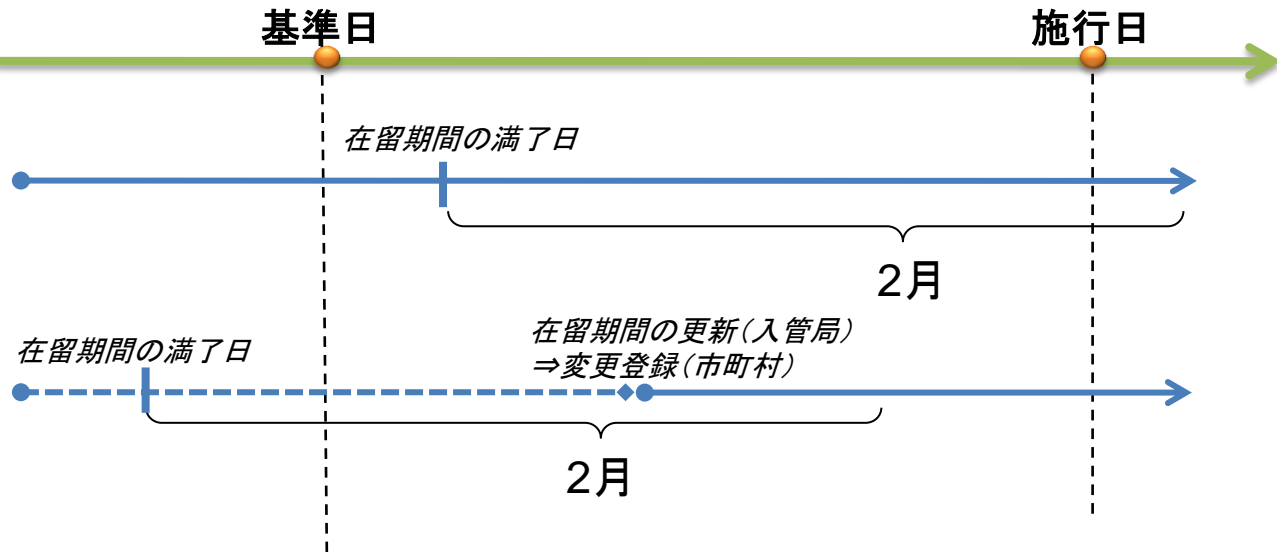 基準日
施行日
在留期間の満了日
２月
在留期間の更新（入管局）
⇒変更登録（市町村）
在留期間の満了日
２月